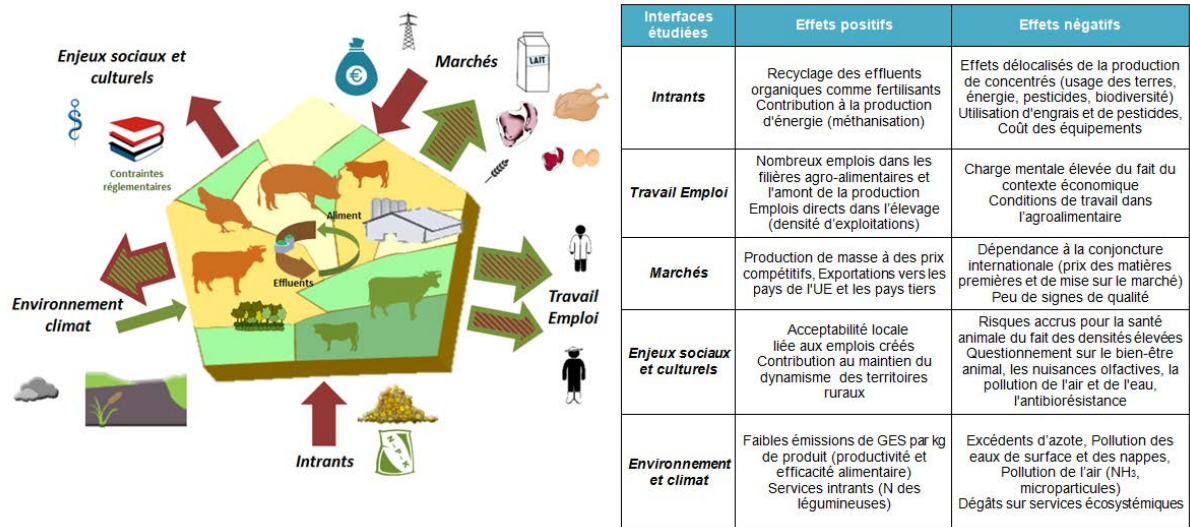 Enjeux sociaux et
culturels
Marchés
LAIT
Contraintes
réglementaires
Aliment
Effluents
Environnement
climat
Travail
Emploi
Intrants
Interfaces
étudiées
Effets positifs
Effets négatifs
Intrants
Recyclage des effluents
organiques comme fertilisants
Contribution à la production
d'énergie (méthanisation)
Effets délocalisés de la production
de concentrés (usage des terres,
énergie, pesticides, biodiversité)
Utilisation d'engrais et de pesticides,
Coût des équipements
Travail Emploi
Nombreux emplois dans les
filières agro-alimentaires et
l'amont de la production
Emplois directs dans l'élevage
(densité d'exploitations)
Charge mentale élevée du fait du
contexte économique
Conditions de travail dans
l'agroalimentaire
Marchés
Production de masse à des prix
compétitifs, Exportations vers les
pays de l'UE et les pays tiers
Dépendance à la conjoncture
internationale (prix des matières
premières et de mise sur le marché)
Peu de signes de qualité
Enjeux sociaux
et culturels
Acceptabilité locale
liée aux emplois créés
Contribution au maintien du
dynamisme des territoires
ruraux
Risques accrus pour la santé
animale du fait des densités élevées
Questionnement sur le bien-être
animal, les nuisances olfactives, la
pollution de l'air et de l'eau,
l'antibiorésistance
Environnement
et climat
Faibles émissions de GES par kg
de produit (productivité et
efficacité alimentaire)
Services intrants (N des
légumineuses)
Excédents d'azote, Pollution des
eaux de surface et des nappes,
Pollution de l'air (NH3,
microparticules)
Dégâts sur services écosystémiques